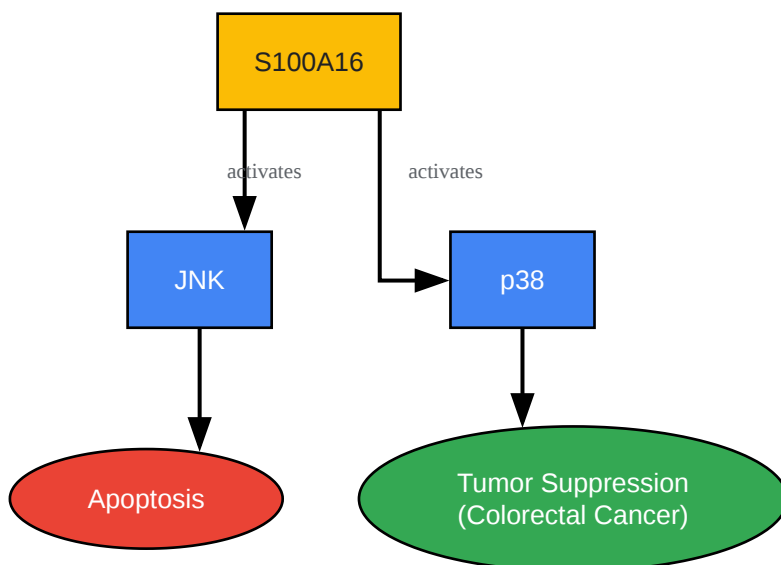 S100A16
activates
activates
JNK
p38
Apoptosis
Tumor Suppression
(Colorectal Cancer)